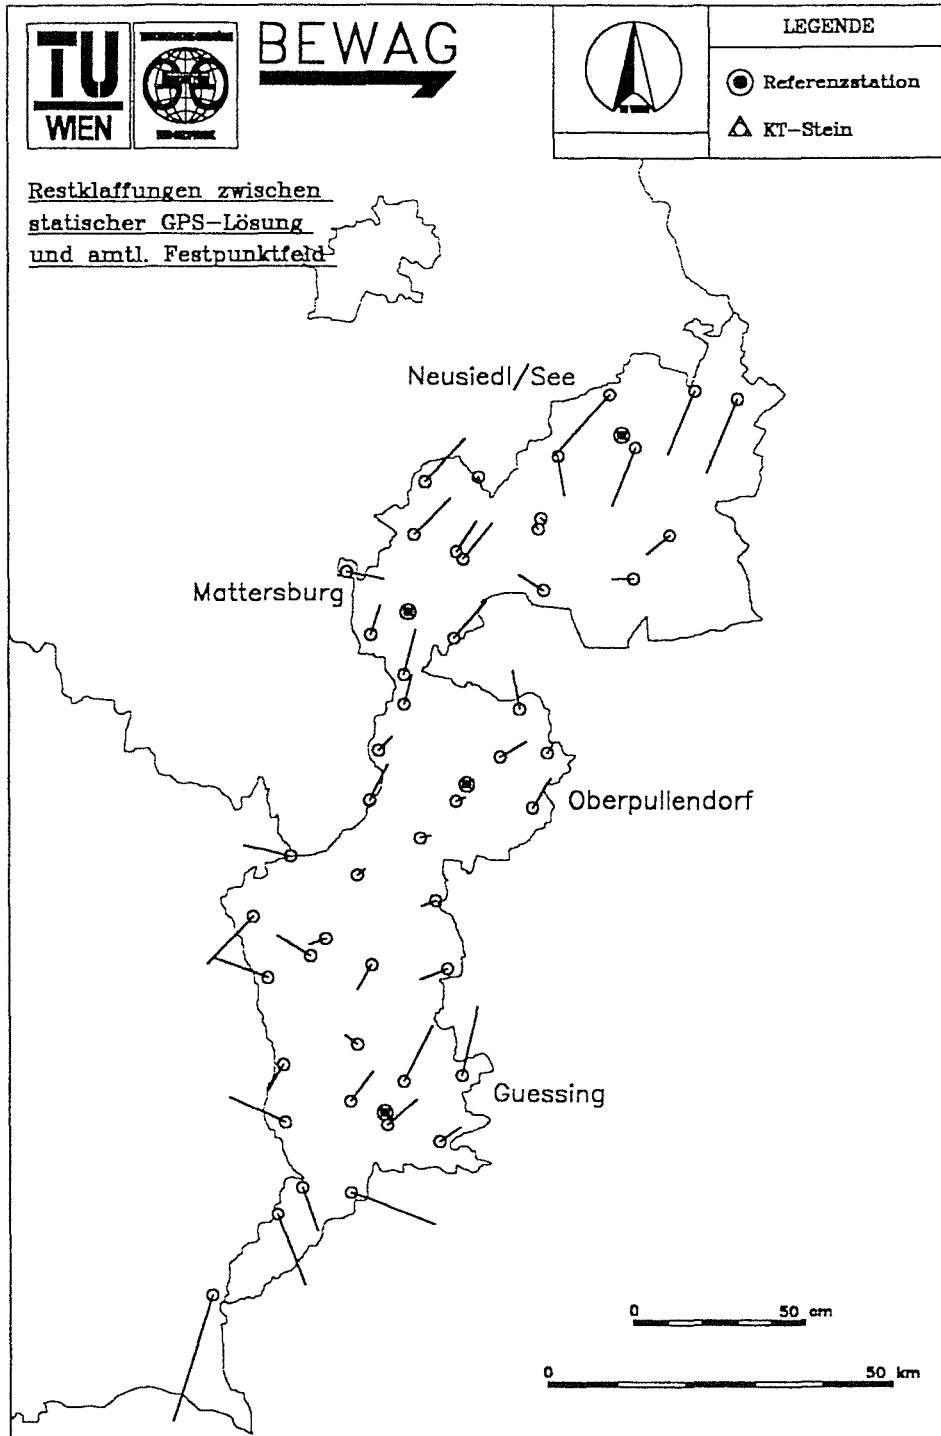 TU
WIEN
BEWAG
LEGENDE
Referenzstation
KT-Stein
Restklaffungen zwischen
statischer GPS-Lösung
und amtl. Festpunktfeld
Neusiedl/See
Mattersburg
Oberpullendorf
Guessing
0 50 cm
0 50 km